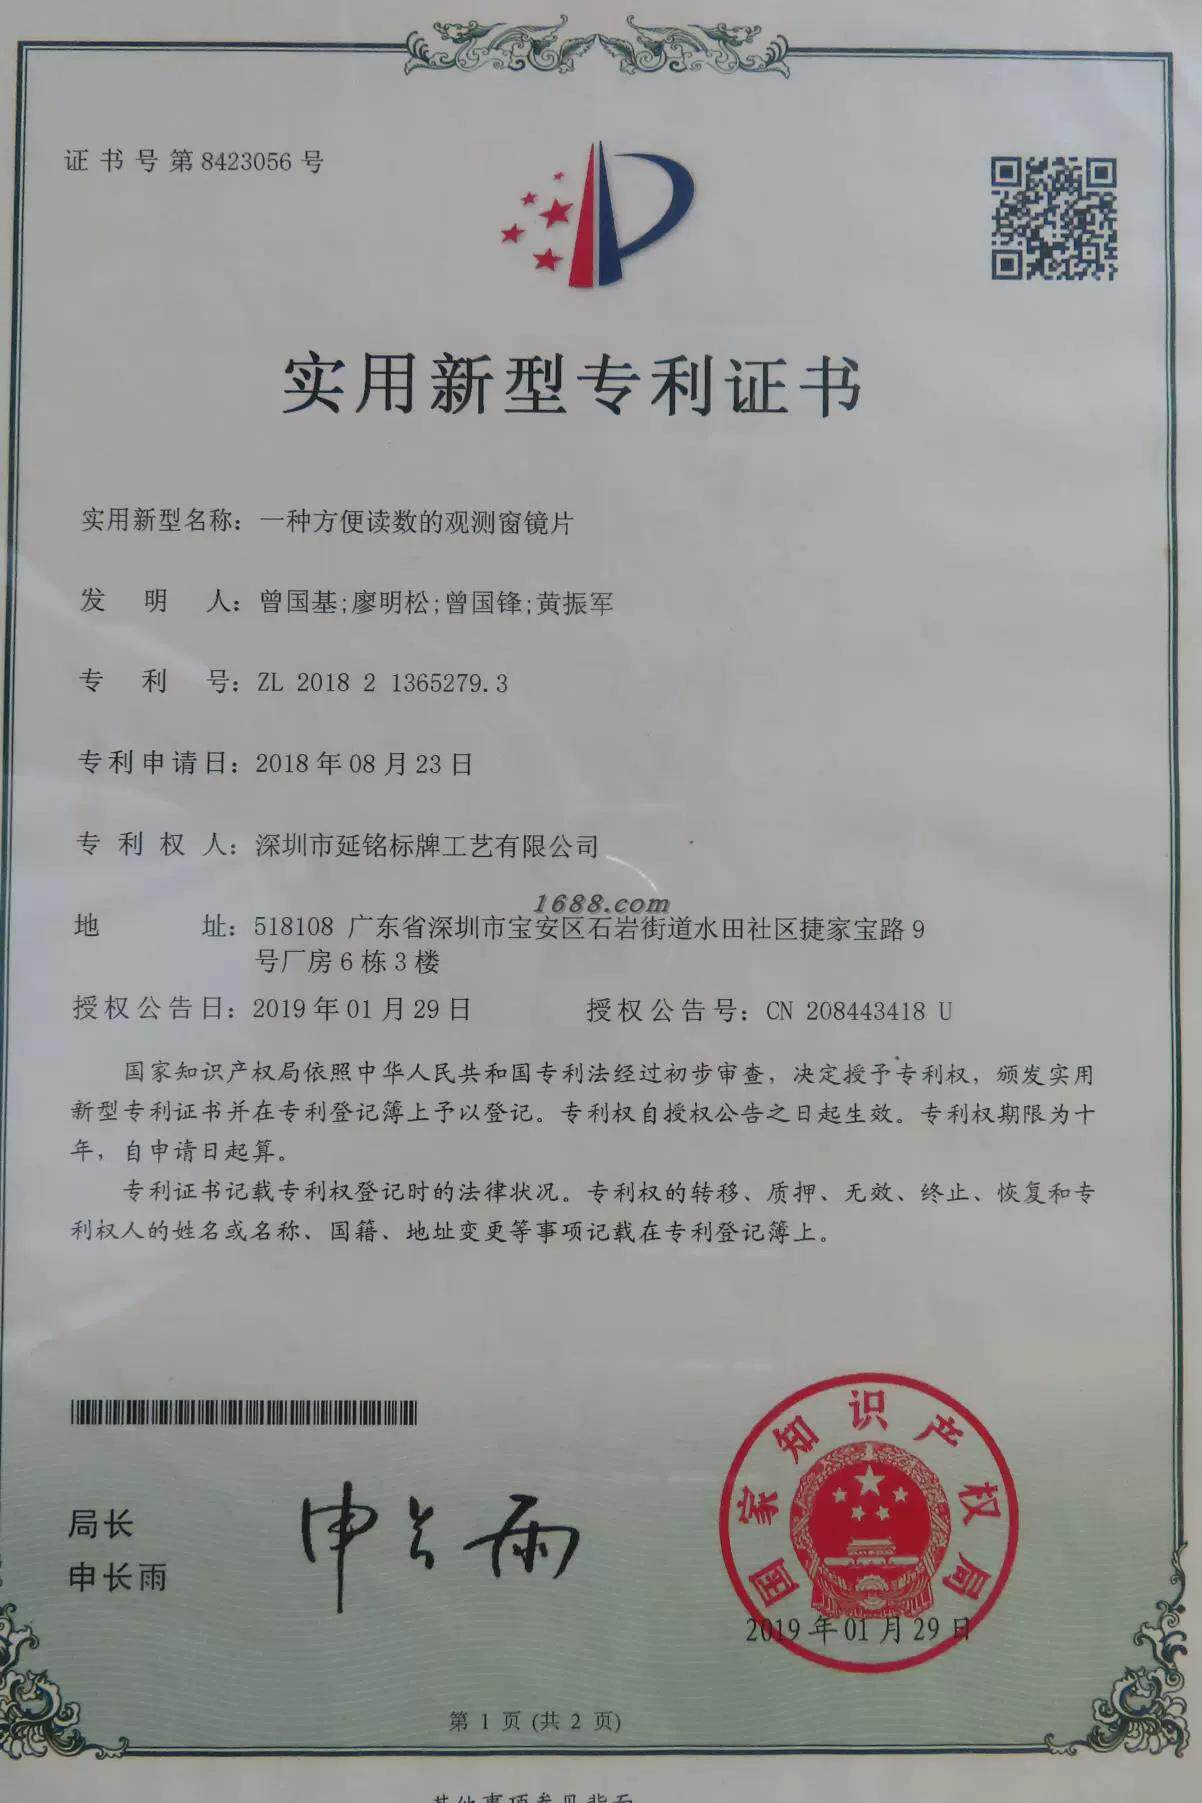 证书号第8423056号
实用新型专利证书
实用新型名称：一种方便读数的观测窗镜片
发明人：曾国基;廖明松;曾国锋;黄振军
专利号：ZL 2018 2 1365279.3
专利申请日：2018年08月23日
专利权人：深圳市延铭标牌工艺有限公司
1688.com
地址：518108 广东省深圳市宝安区石岩街道水田社区捷家宝路9
号厂房6栋3楼
授权公告日：2019年01月29日 授权公告号：CN 208443418 U
国家知识产权局依照中华人民共和国专利法经过初步审查，决定授予专利权，颁发实用
新型专利证书并在专利登记簿上予以登记。专利权自授权公告之日起生效。专利权期限为十
年，自申请日起算。
专利证书记载专利权登记时的法律状况。专利权的转移、质押、无效、终止、恢复和专
利权人的姓名或名称、国籍、地址变更等事项记载在专利登记簿上。
局长
申长雨
申长雨
国家知识产权局
2019年01月29日
第 1 页 (共 2 页)
其他事项参见背面